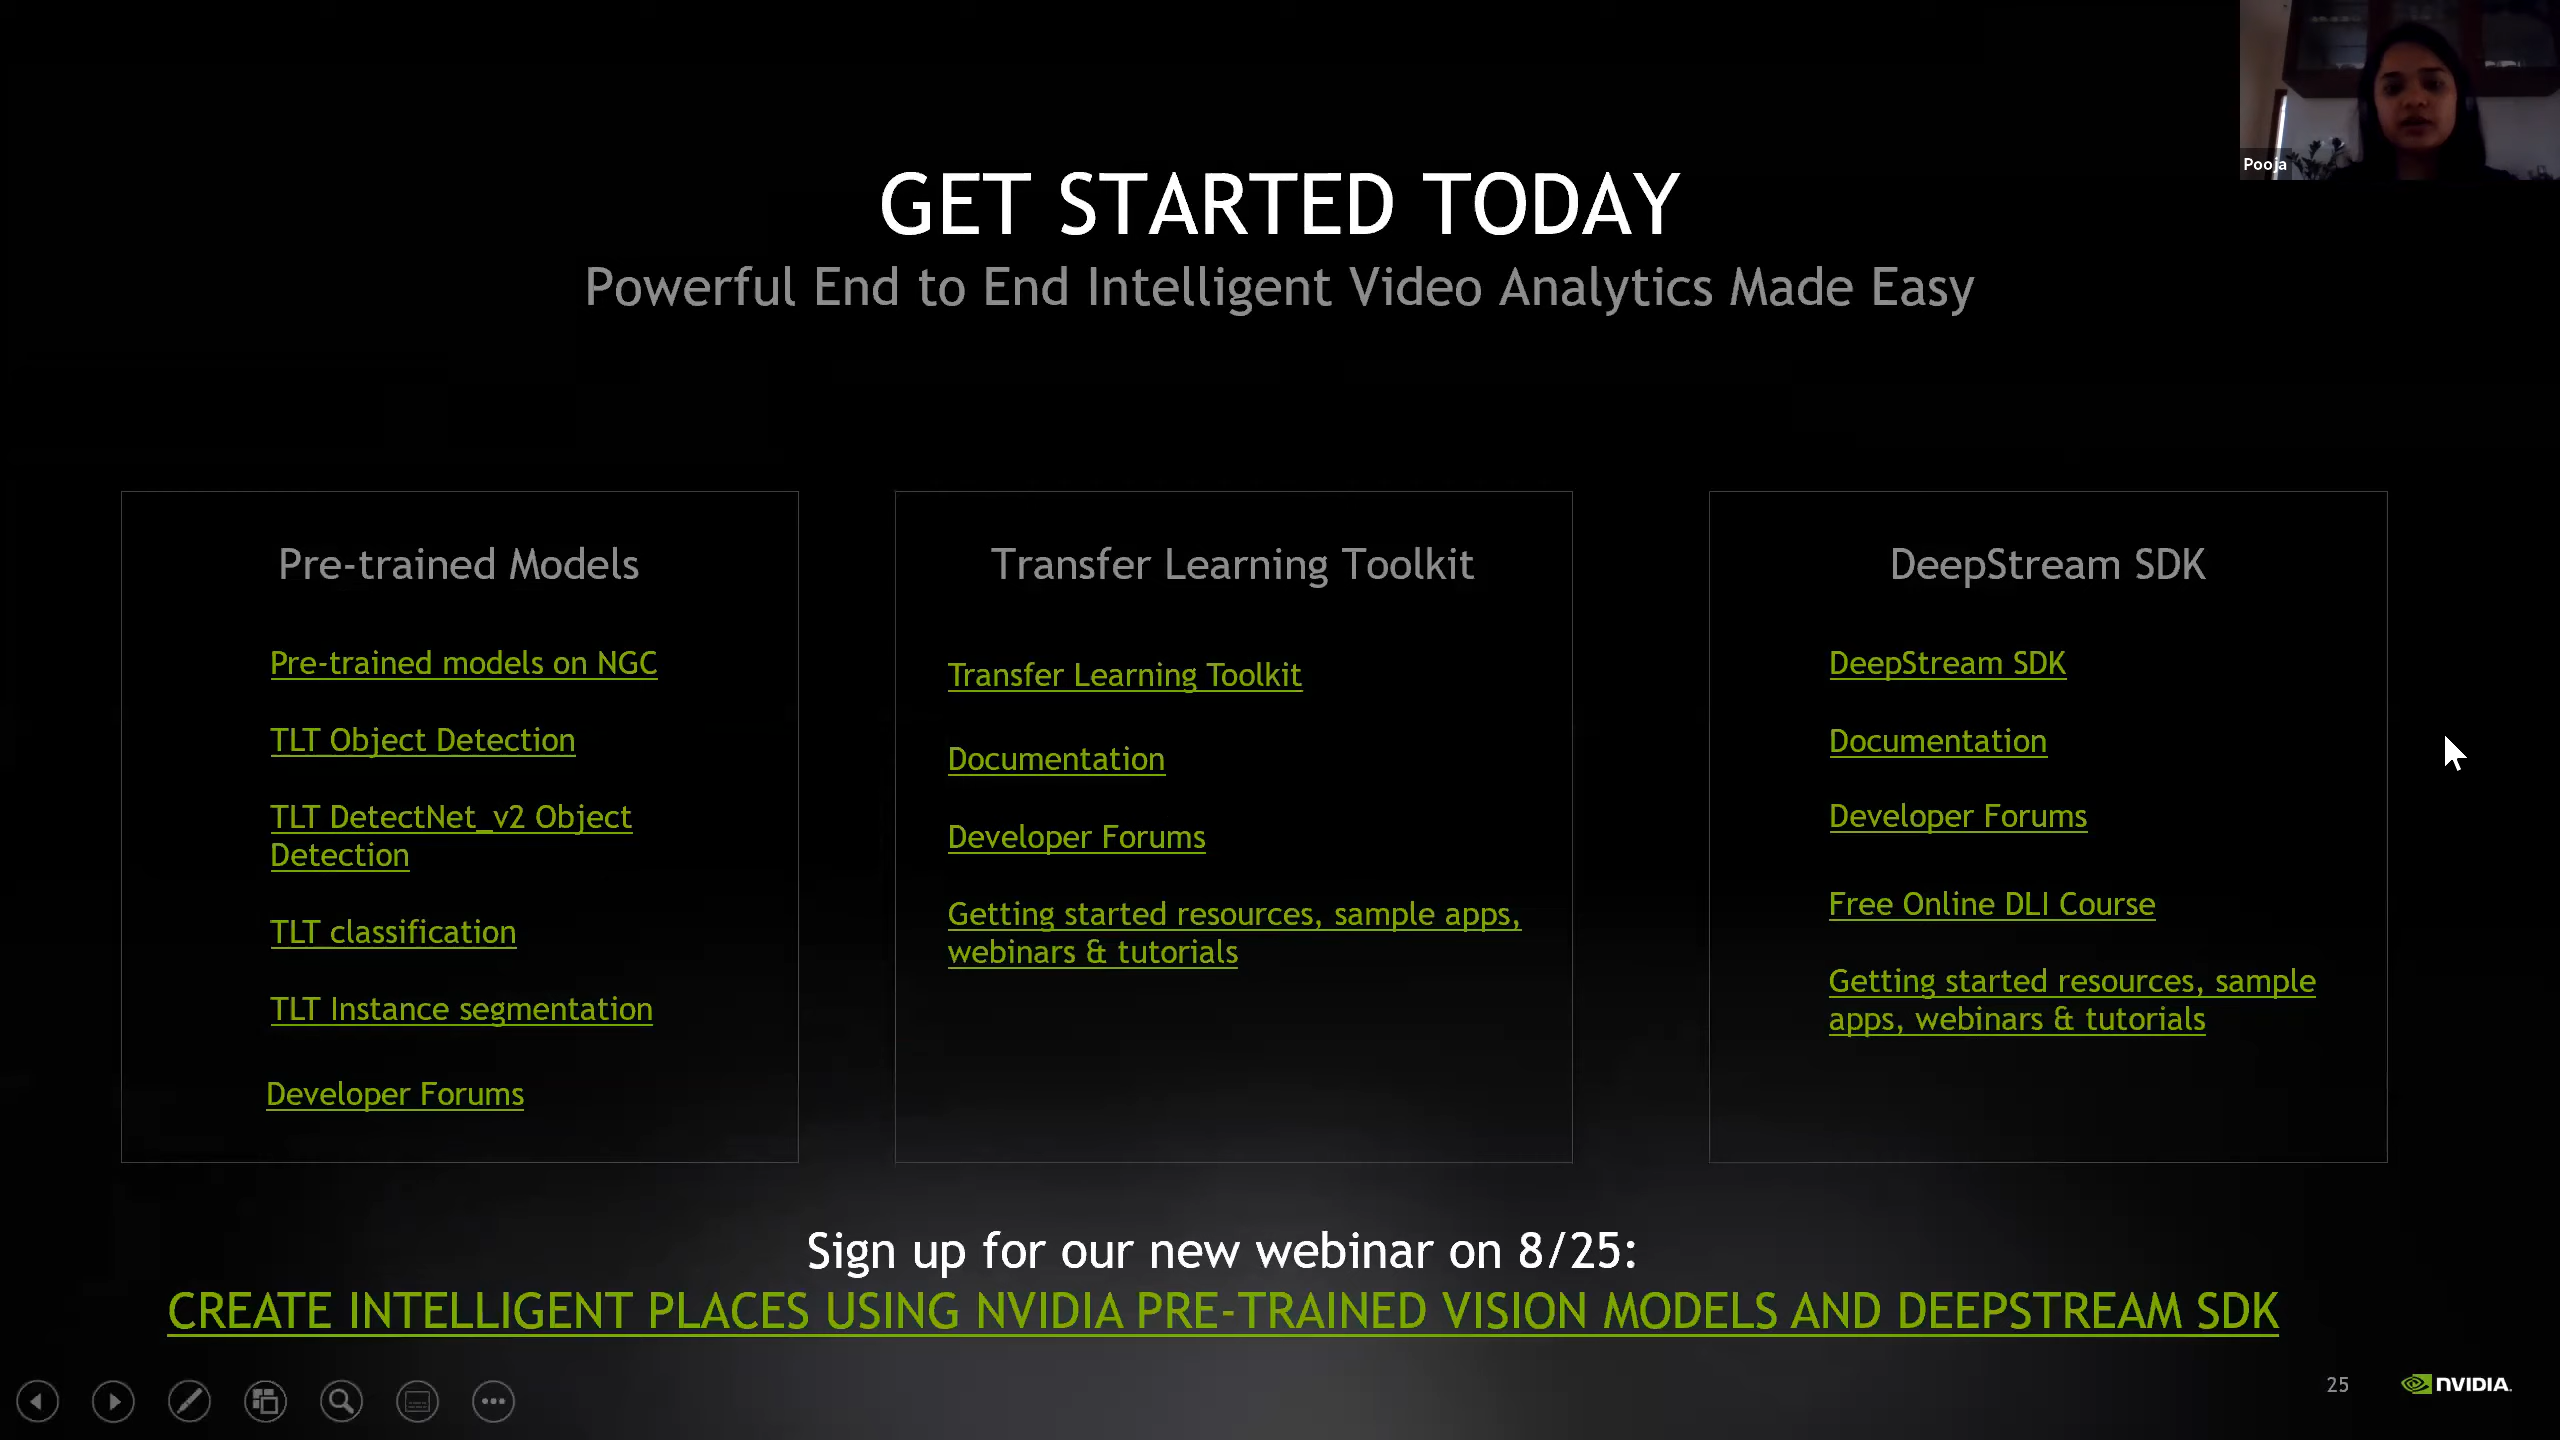 Pooja
GET STARTED TODAY
Powerful End to End Intelligent Video Analytics Made Easy
Pre-trained Models
Pre-trained models on NGC
TLT Object Detection
TLT DetectNet_v2 Object
Detection
TLT classification
TLT Instance segmentation
Developer Forums
Transfer Learning Toolkit
Transfer Learning Toolkit
Documentation
Developer Forums
Getting started resources, sample apps,
webinars & tutorials
DeepStream SDK
DeepStream SDK
Documentation
Developer Forums
Free Online DLI Course
Getting started resources, sample
apps, webinars & tutorials
Sign up for our new webinar on 8/25:
CREATE INTELLIGENT PLACES USING NVIDIA PRE-TRAINED VISION MODELS AND DEEPSTREAM SDK
25
NVIDIA.